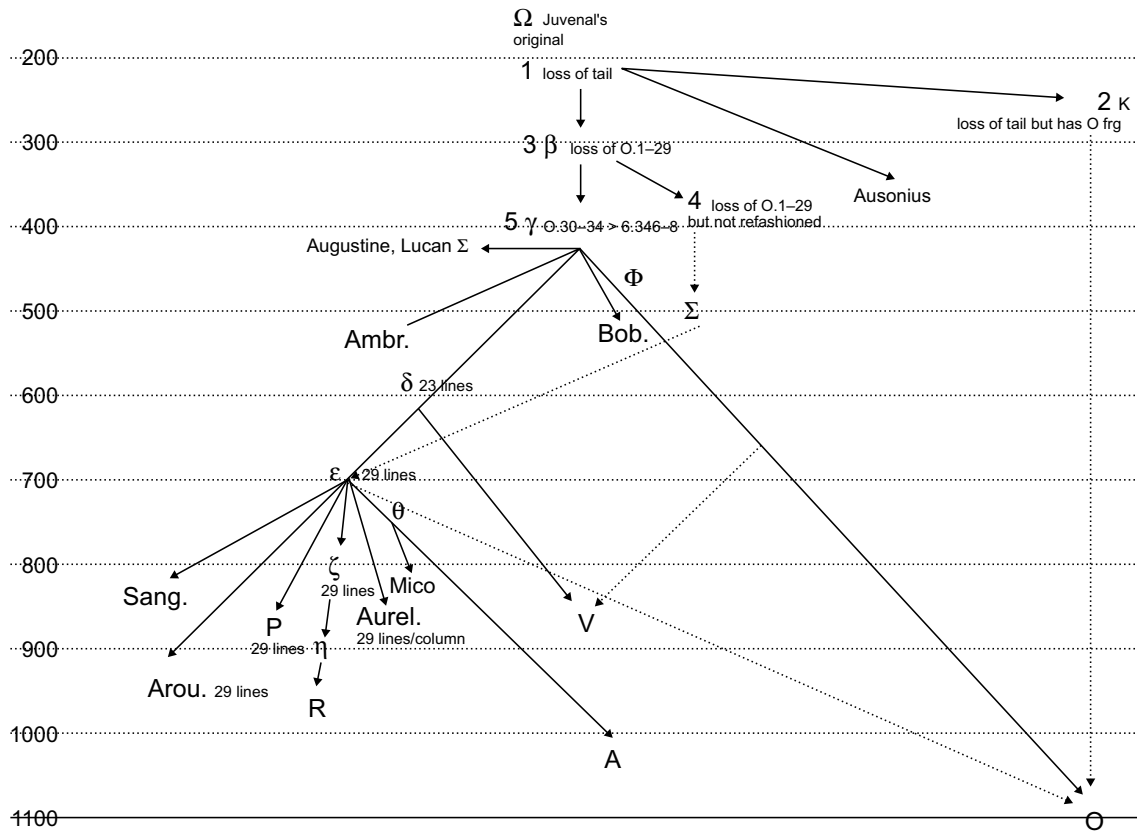 Ω Juvenal's
original
200
1 loss of tail
2 K
loss of tail but has O frg
300
3 β loss of O.1–29
Ausonius
4 loss of O.1–29
but not refashioned
5 γ O.30–34 > 6.346–8
400
Augustine, Lucan Σ
Φ
500
Σ
Ambr.
Bob.
δ 23 lines
600
ε 29 lines
700
θ
800
ζ
29 lines
Mico
Sang.
Aurel.
29 lines/column
P
29 lines
V
η
900
Arou. 29 lines
R
1000
A
1100
O